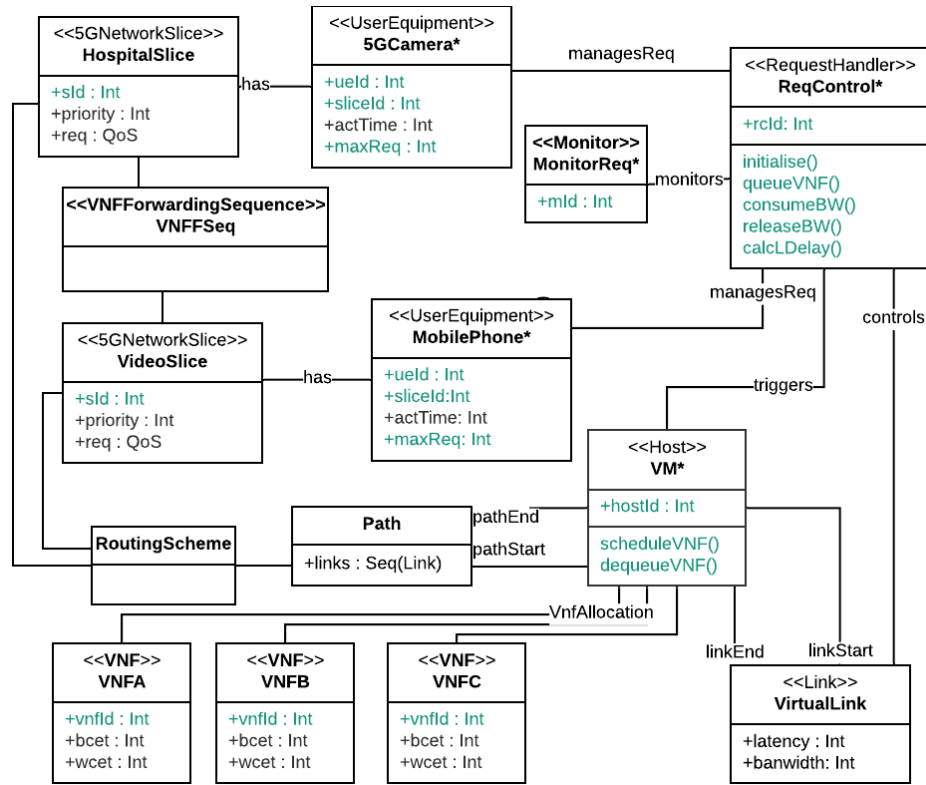 <<5GNetworkSlice>>
HospitalSlice
+sId : Int
+priority : Int
+req : QoS
has
<<UserEquipment>>
5GCamera*
+ueId : Int
+sliceId : Int
+actTime : Int
+maxReq : Int
managesReq
<<RequestHandler>>
ReqControl*
+rcId: Int
initialise()
queueVNF()
consumeBW()
releaseBW()
calcLDelay()
<<Monitor>>
MonitorReq*
+mId : Int
monitors
<<VNFForwardingSequence>>
VNFFSeq
managesReq
controls
<<5GNetworkSlice>>
VideoSlice
+sId : Int
+priority : Int
+req : QoS
has
<<UserEquipment>>
MobilePhone*
+ueId : Int
+sliceId:Int
+actTime: Int
+maxReq: Int
triggers
<<Host>>
VM*
+hostId : Int
scheduleVNF()
dequeueVNF()
RoutingScheme
Path
+links : Seq(Link)
pathEnd
pathStart
VnfAllocation
linkEnd
linkStart
<<VNF>>
VNFA
+vnfId : Int
+bcet : Int
+wcet : Int
<<VNF>>
VNFB
+vnfId : Int
+bcet : Int
+wcet : Int
<<VNF>>
VNFC
+vnfId : Int
+bcet : Int
+wcet : Int
<<Link>>
VirtualLink
+latency : Int
+banwidth: Int